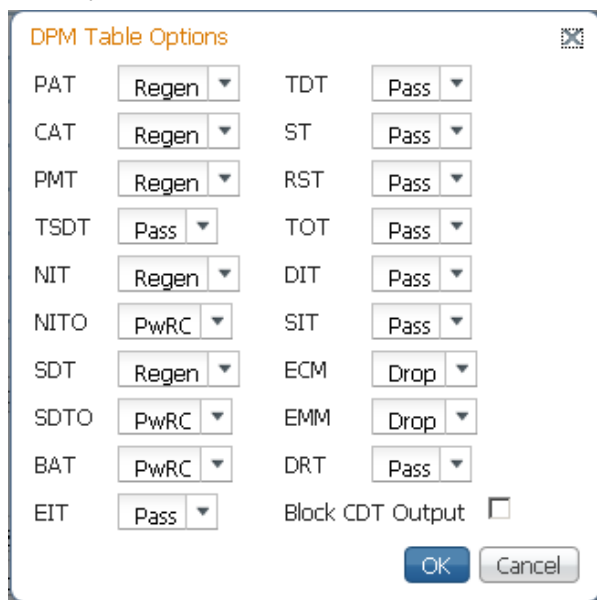 DPM Table Options
PAT Regen TDT Pass
CAT Regen ST Pass
PMT Regen RST Pass
TSDT Pass TOT Pass
NIT Regen DIT Pass
NITO PwRC SIT Pass
SDT Regen ECM Drop
SDTO PwRC EMM Drop
BAT PwRC DRT Pass
EIT Pass Block CDT Output
OK Cancel